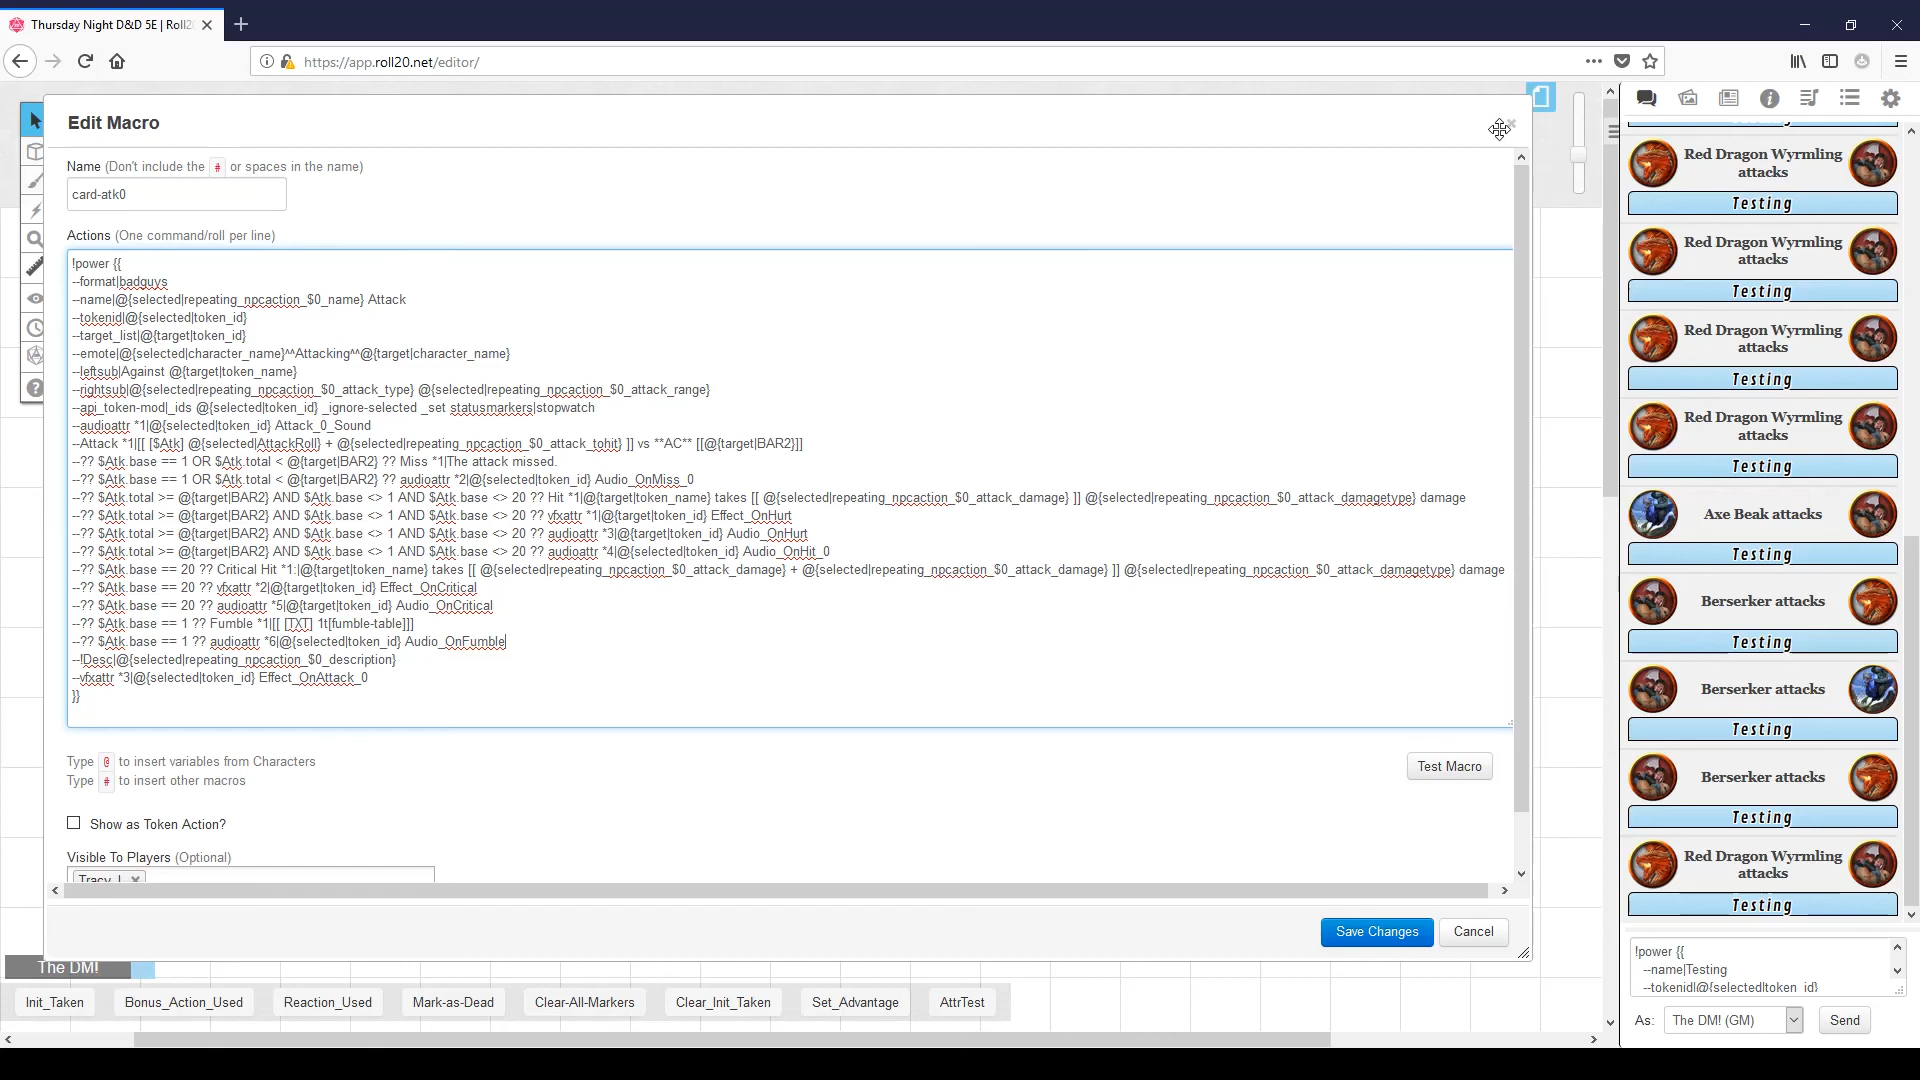 Thursday Night D&D 5E | Roll20
https://app.roll20.net/editor/
Edit Macro
Name (Don't include the # or spaces in the name)
card-atk0
Actions (One command/roll per line)
!power {{
--format|badguys
--name|@{selected|repeating_npcaction_$0_name} Attack
--tokenid|@{selected|token_id}
--target_list|@{target|token_id}
--emote|@{selected|character_name}^^Attacking^^@{target|character_name}
--leftsub|Against @{target|token_name}
--rightsub|@{selected|repeating_npcaction_$0_attack_type} @{selected|repeating_npcaction_$0_attack_range}
--api_token-mod|_ids @{selected|token_id} _ignore-selected _set statusmarkers|stopwatch
--audioattr *1|@{selected|token_id} Attack_0_Sound
--Attack *1|[[ [$Atk] @{selected|AttackRoll} + @{selected|repeating_npcaction_$0_attack_tohit} ]] vs **AC** [[@{target|BAR2}]]
--?? $Atk.base == 1 OR $Atk.total < @{target|BAR2} ?? Miss *1|The attack missed.
--?? $Atk.base == 1 OR $Atk.total < @{target|BAR2} ?? audioattr *2|@{selected|token_id} Audio_OnMiss_0
--?? $Atk.total >= @{target|BAR2} AND $Atk.base <> 1 AND $Atk.base <> 20 ?? Hit *1|@{target|token_name} takes [[ @{selected|repeating_npcaction_$0_attack_damage} ]] @{selected|repeating_npcaction_$0_attack_damagetype} damage
--?? $Atk.total >= @{target|BAR2} AND $Atk.base <> 1 AND $Atk.base <> 20 ?? vfxattr *1|@{target|token_id} Effect_OnHurt
--?? $Atk.total >= @{target|BAR2} AND $Atk.base <> 1 AND $Atk.base <> 20 ?? audioattr *3|@{target|token_id} Audio_OnHurt
--?? $Atk.total >= @{target|BAR2} AND $Atk.base <> 1 AND $Atk.base <> 20 ?? audioattr *4|@{selected|token_id} Audio_OnHit_0
--?? $Atk.base == 20 ?? Critical Hit *1:|@{target|token_name} takes [[ @{selected|repeating_npcaction_$0_attack_damage} + @{selected|repeating_npcaction_$0_attack_damage} ]] @{selected|repeating_npcaction_$0_attack_damagetype} damage
--?? $Atk.base == 20 ?? vfxattr *2|@{target|token_id} Effect_OnCritical
--?? $Atk.base == 20 ?? audioattr *5|@{target|token_id} Audio_OnCritical
--?? $Atk.base == 1 ?? Fumble *1|[[ [TXT] 1t[fumble-table]]]
--?? $Atk.base == 1 ?? audioattr *6|@{selected|token_id} Audio_OnFumble
--!Desc|@{selected|repeating_npcaction_$0_description}
--vfxattr *3|@{selected|token_id} Effect_OnAttack_0
}}
Type @ to insert variables from Characters
Type # to insert other macros
Test Macro
Show as Token Action?
Visible To Players (Optional)
Save Changes
Cancel
The DM!
Init_Taken
Bonus_Action_Used
Reaction_Used
Mark-as-Dead
Clear-All-Markers
Clear_Init_Taken
Set_Advantage
AttrTest
Red Dragon Wyrmling
attacks
Testing
Red Dragon Wyrmling
attacks
Testing
Red Dragon Wyrmling
attacks
Testing
Red Dragon Wyrmling
attacks
Testing
Axe Beak attacks
Testing
Berserker attacks
Testing
Berserker attacks
Testing
Berserker attacks
Testing
Red Dragon Wyrmling
attacks
Testing
!power {{
--name|Testing
--tokenid|@{selected|token_id}
As:
The DM! (GM)
Send